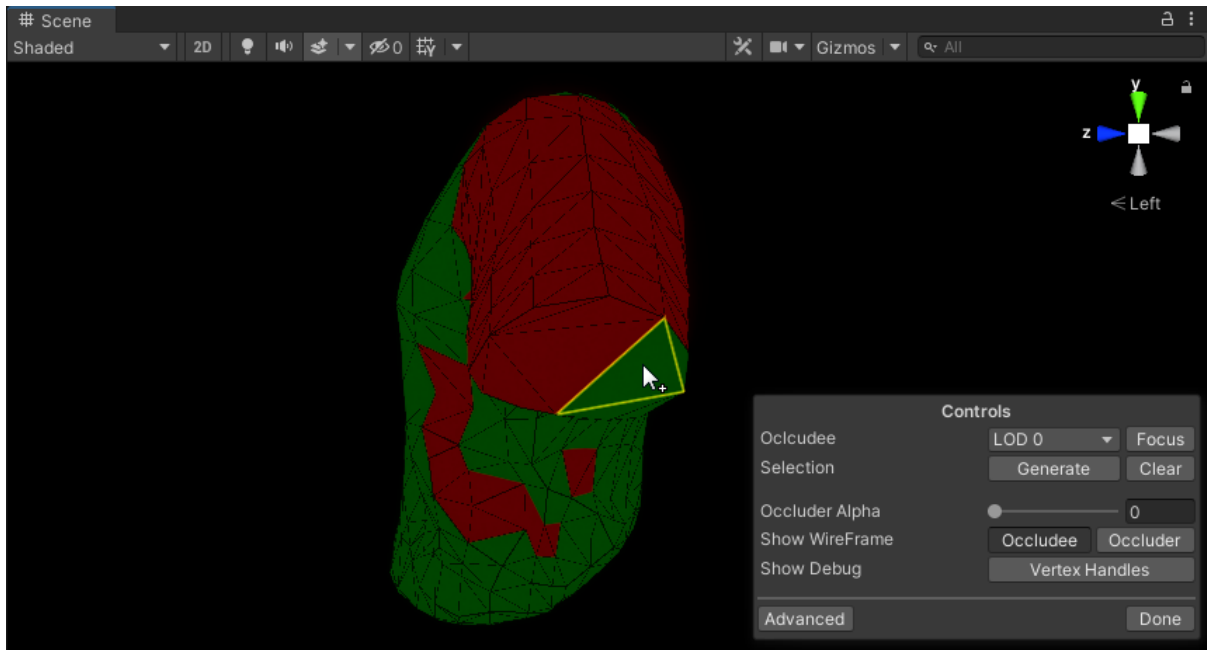 Scene
Shaded 2D 0 Gizmos All
y
z
Left
Controls
Oclcudee LOD 0 Focus
Selection Generate Clear
Occluder Alpha 0
Show WireFrame Occludee Occluder
Show Debug Vertex Handles
Advanced Done